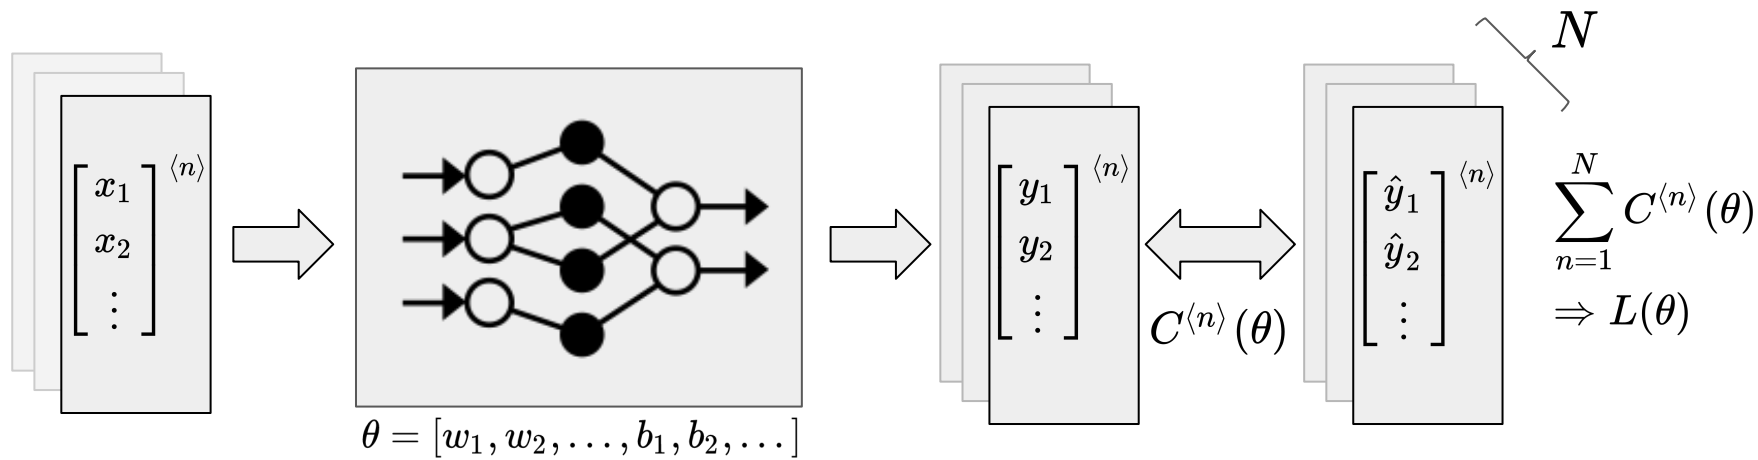 N
x₁
x₂
⋮
⟨n⟩
θ = [w₁, w₂, . . . , b₁, b₂, . . . ]
y₁
y₂
⋮
⟨n⟩
C⟨n⟩(θ)
ŷ₁
ŷ₂
⋮
⟨n⟩
N
∑ C⟨n⟩(θ)
n=1
⇒ L(θ)